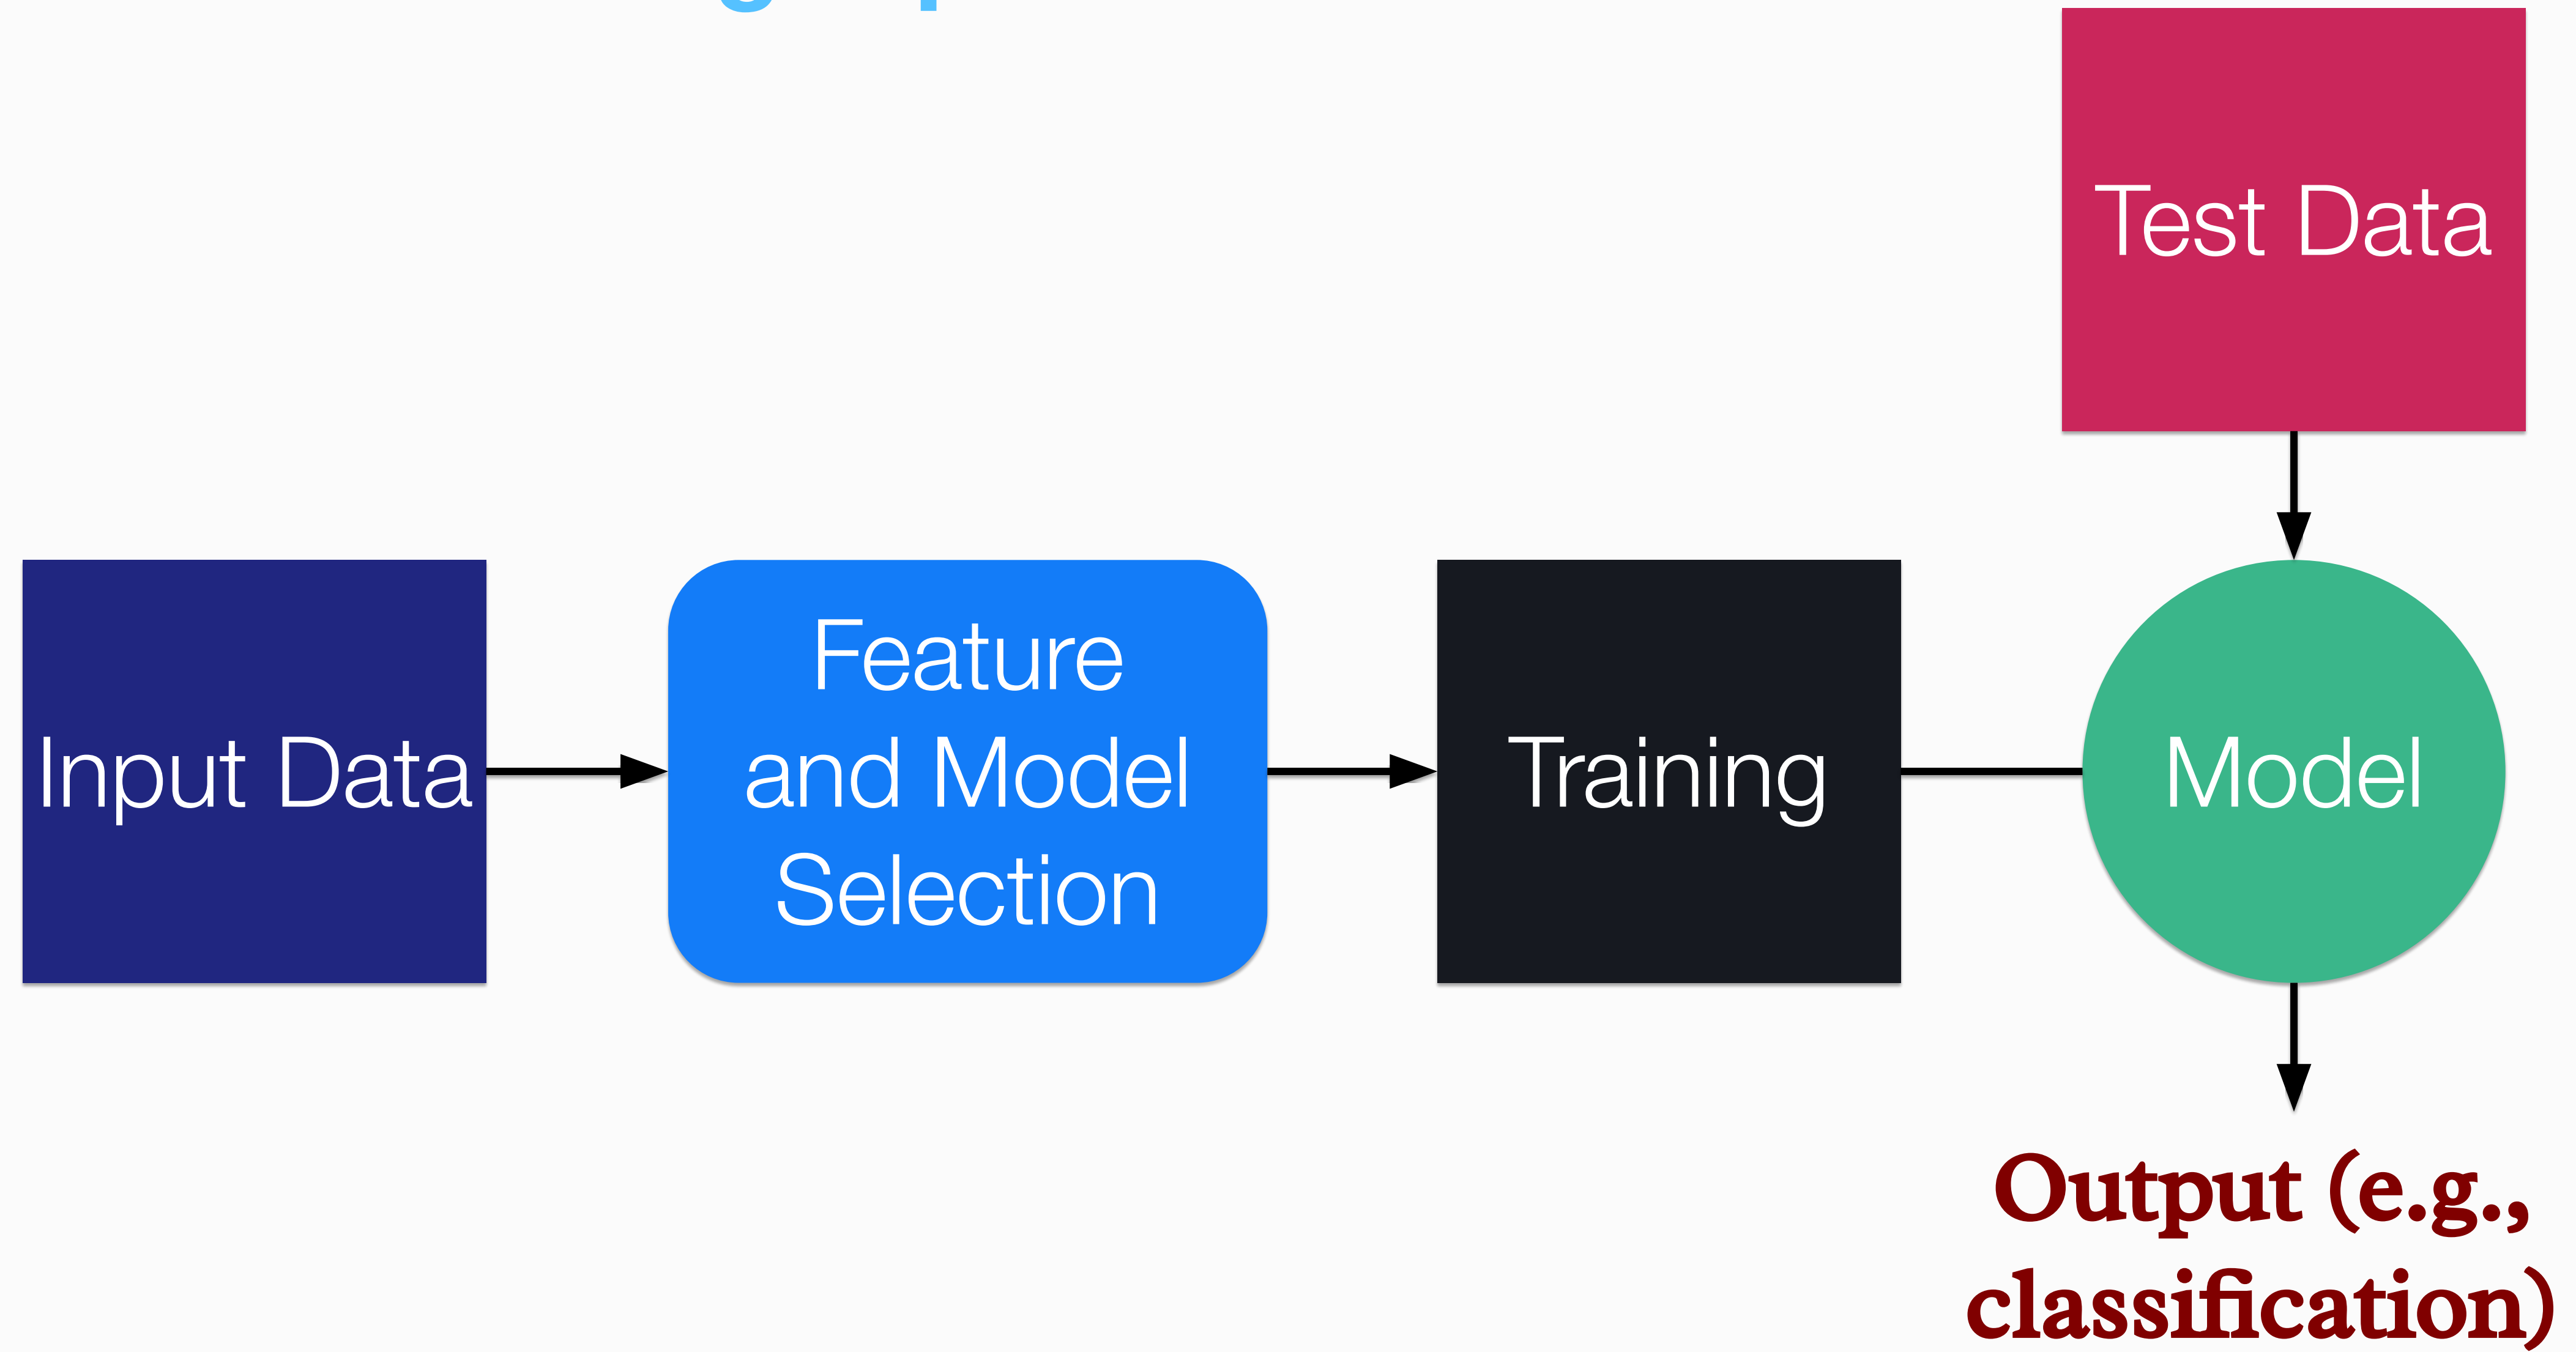 Test Data
Input Data
Feature
and Model
Selection
Training
Model
Output (e.g.,
classification)